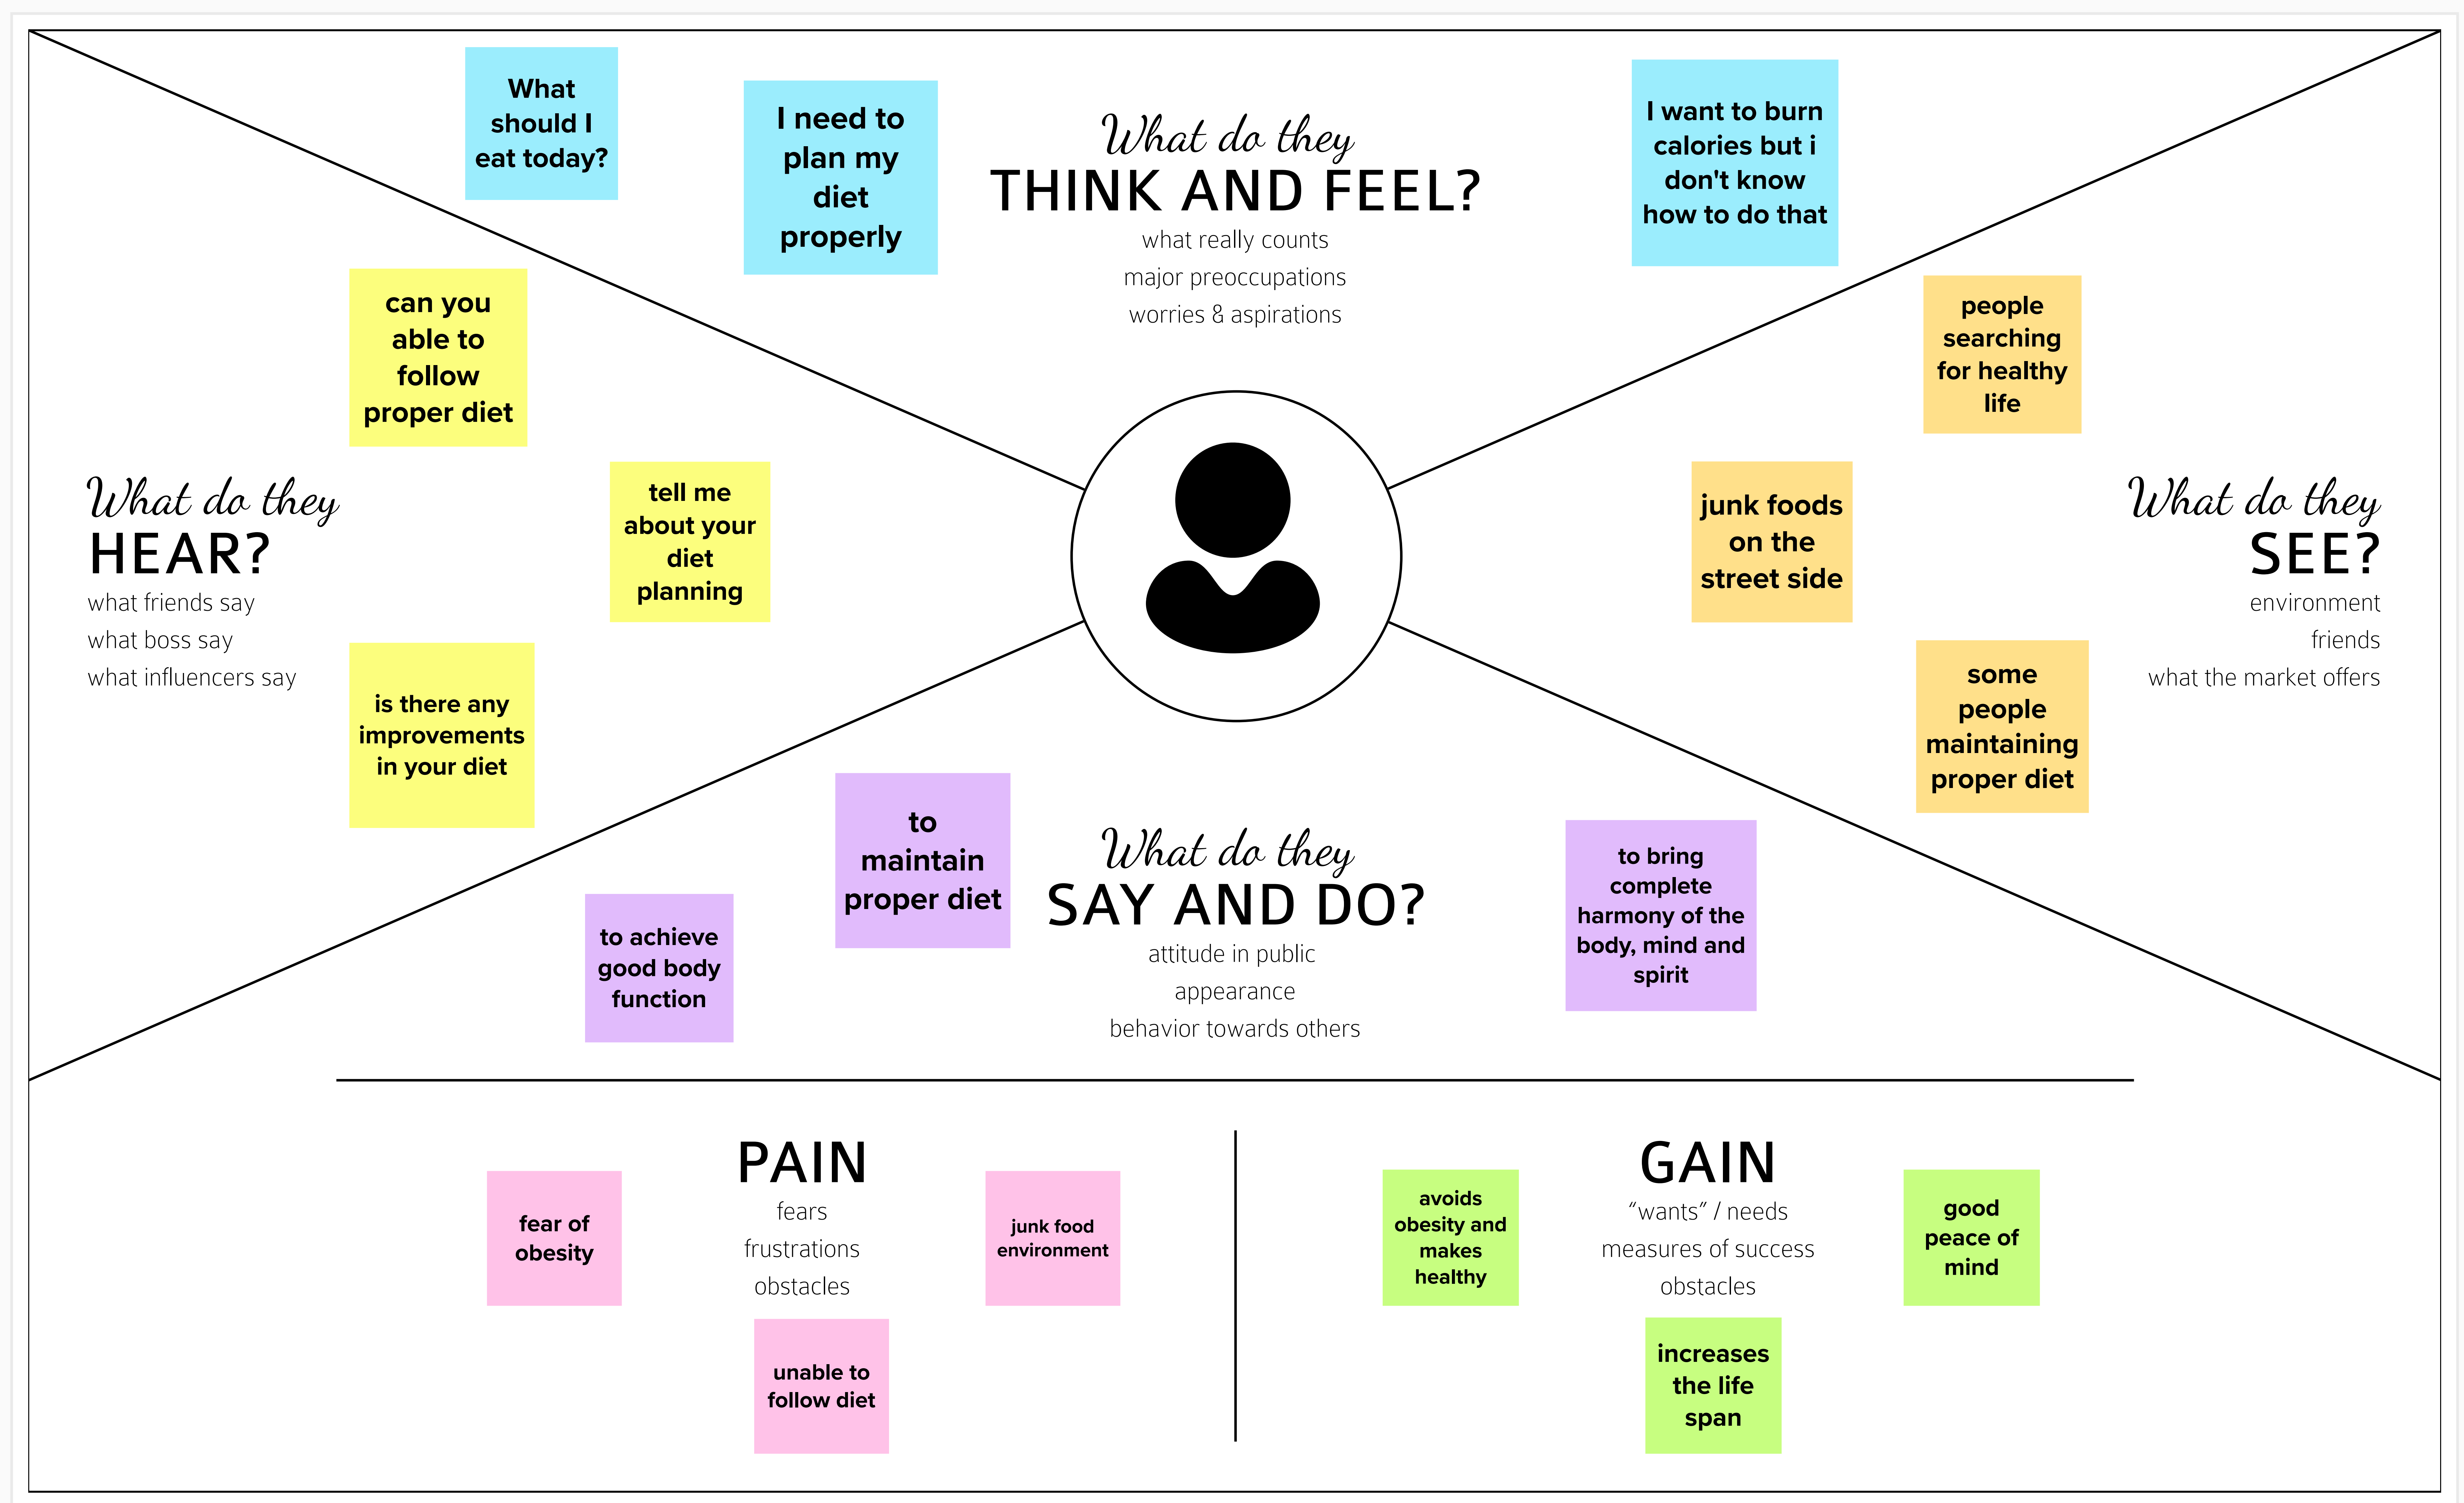 What
should I
eat today?
I need to
plan my
diet
properly
What do they
THINK AND FEEL?
what really counts
major preoccupations
worries & aspirations
I want to burn
calories but i
don't know
how to do that
can you
able to
follow
proper diet
What do they
HEAR?
what friends say
what boss say
what influencers say
tell me
about your
diet
planning
is there any
improvements
in your diet
people
searching
for healthy
life
junk foods
on the
street side
What do they
SEE?
environment
friends
what the market offers
some
people
maintaining
proper diet
to achieve
good body
function
to
maintain
proper diet
What do they
SAY AND DO?
attitude in public
appearance
behavior towards others
to bring
complete
harmony of the
body, mind and
spirit
PAIN
fears
frustrations
obstacles
fear of
obesity
junk food
environment
unable to
follow diet
GAIN
“wants” / needs
measures of success
obstacles
avoids
obesity and
makes
healthy
good
peace of
mind
increases
the life
span